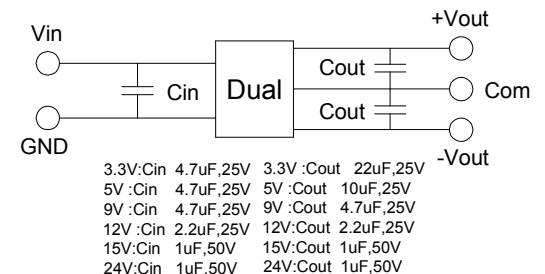 +Vout
Vin
Cout
Cin
Dual
Com
Cout
GND
-Vout
3.3V:Cin 4.7uF,25V 3.3V :Cout 22uF,25V
5V :Cin 4.7uF,25V 5V :Cout 10uF,25V
9V :Cin 4.7uF,25V 9V :Cout 4.7uF,25V
12V :Cin 2.2uF,25V 12V:Cout 2.2uF,25V
15V:Cin 1uF,50V 15V:Cout 1uF,50V
24V:Cin 1uF,50V 24V:Cout 1uF,50V